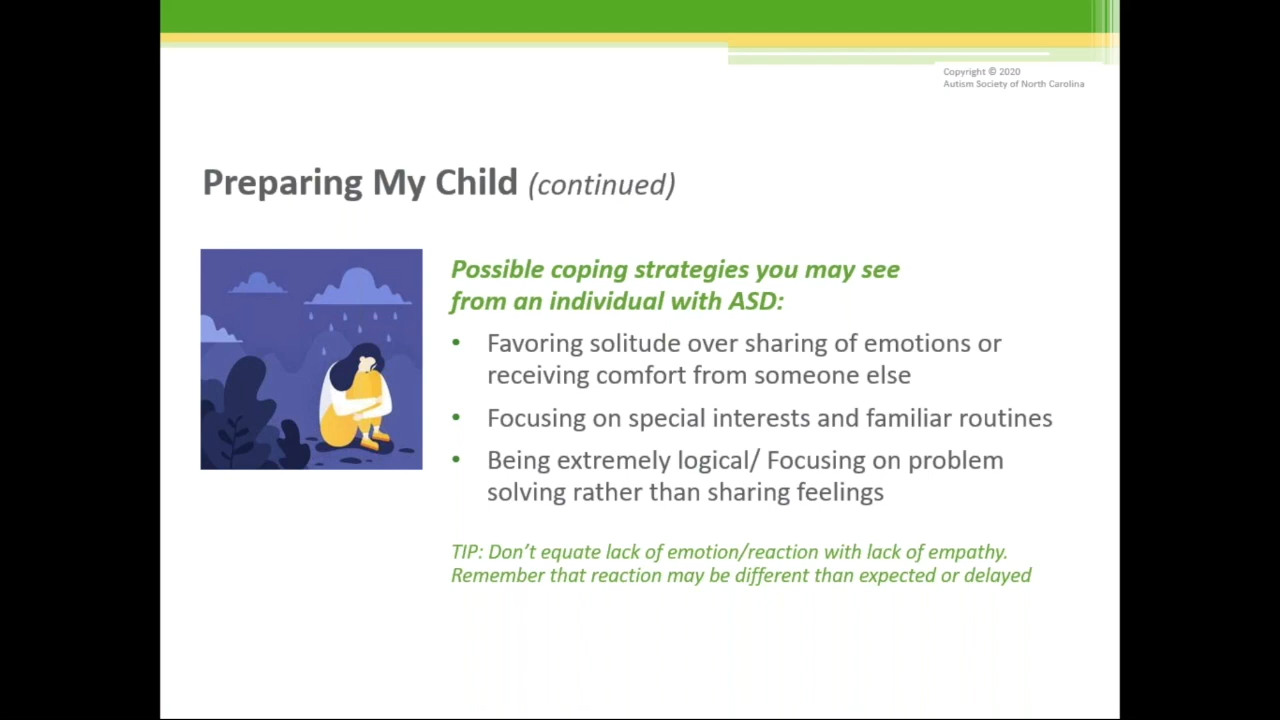 Copyright © 2020
Autism Society of North Carolina
Preparing My Child (continued)
Possible coping strategies you may see
from an individual with ASD:
• Favoring solitude over sharing of emotions or
receiving comfort from someone else
• Focusing on special interests and familiar routines
• Being extremely logical/ Focusing on problem
solving rather than sharing feelings
TIP: Don’t equate lack of emotion/reaction with lack of empathy.
Remember that reaction may be different than expected or delayed